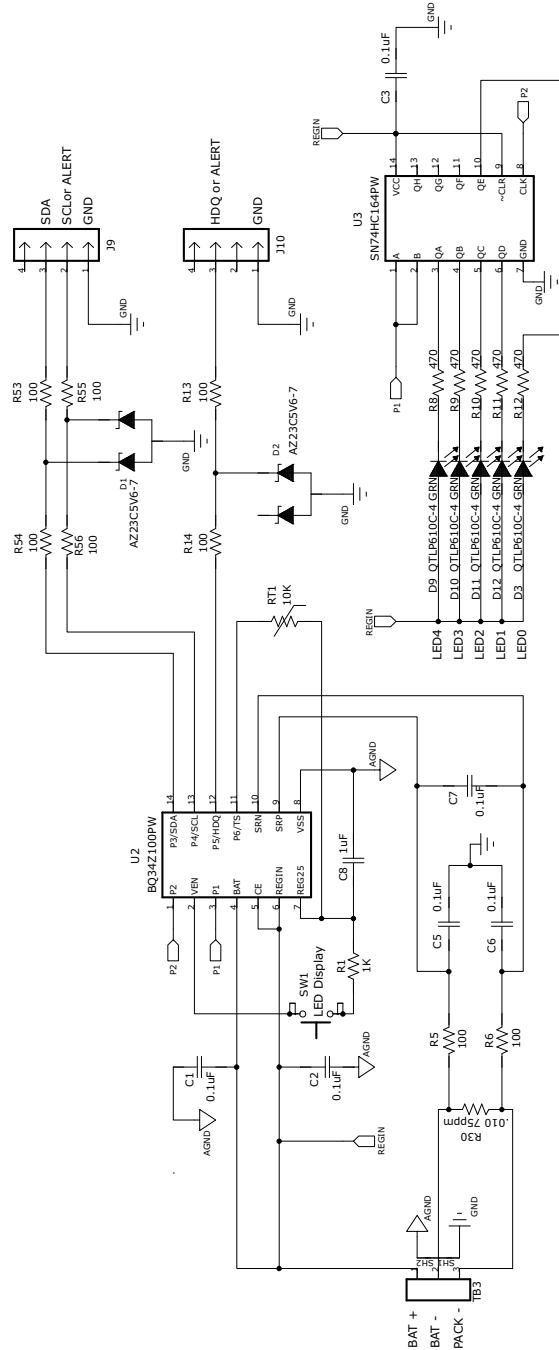 0.1uF
GND
C3
REGIN
P2
14
VCC
13
QH
12
QG
11
QF
10
QE
9
~CLR
8
CLK
U3
SN74HC164PW
A
B
QA
QB
QC
QD
GND
1
2
3
4
5
6
7
GND
P1
R8 470
R9 470
R10 470
R11 470
R12 470
D9 QTLP610C-4 GRN
D10 QTLP610C-4 GRN
D11 QTLP610C-4 GRN
D12 QTLP610C-4 GRN
D3 QTLP610C-4 GRN
REGIN
LED4
LED3
LED2
LED1
LED0
SDA
SCLor ALERT
GND
J9
4
3
2
1
GND
HDQ or ALERT
GND
J10
4
3
2
1
GND
R53
100
R55
100
D1
AZ23C5V6-7
GND
R54
100
R56
100
R13
100
D2
AZ23C5V6-7
GND
R14
100
RT1
10K
U2
BQ34Z100PW
P3/SDA
P4/SCL
P5/HDQ
P6/TS
SRN
SRP
VSS
14
13
12
11
10
9
8
P2
VEN
P1
BAT
CE
REGIN
REG25
1
2
3
4
5
6
7
P2
P1
AGND
C8
1uF
R1
1K
SW1
LED Display
C1
0.1uF
AGND
C2
0.1uF
AGND
REGIN
C7
0.1uF
C5
0.1uF
C6
0.1uF
R5
100
R6
100
R30
.010 75ppm
AGND
GND
SH2
SH1
1
2
3
TB3
BAT +
BAT -
PACK -